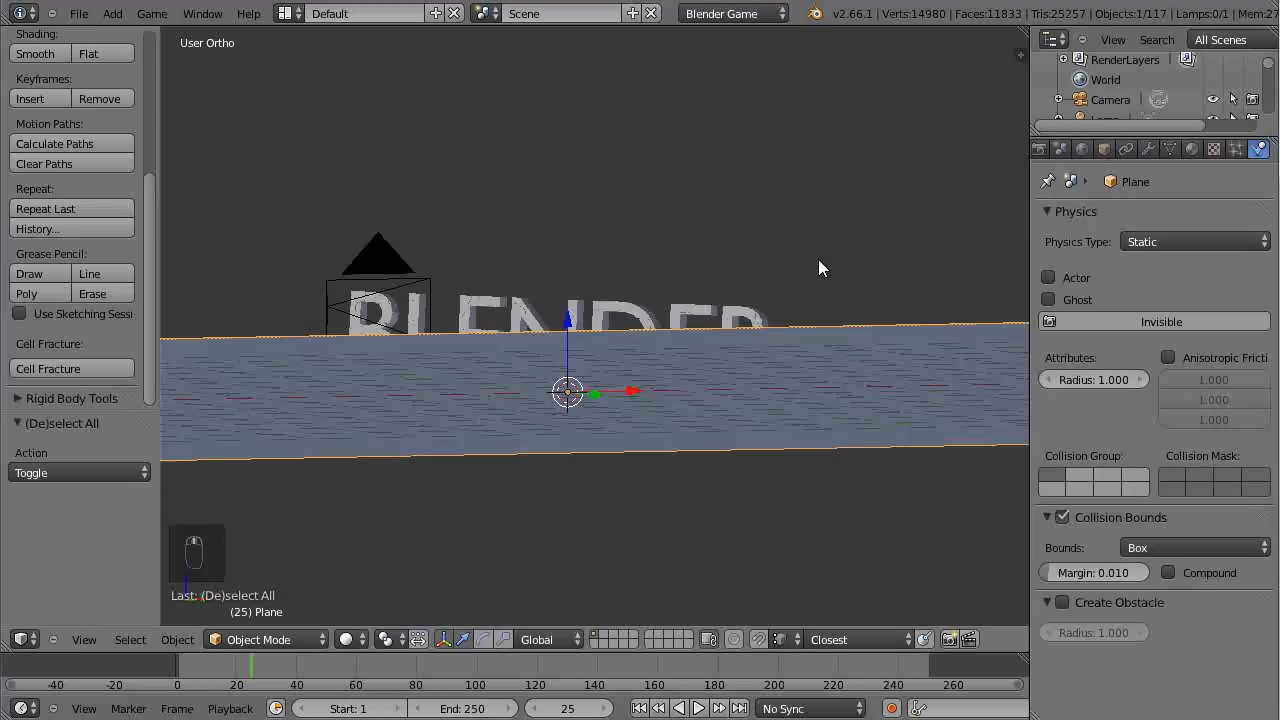 File Add Game Window Help Default Scene Blender Game v2.66.1 | Verts:14980 | Faces:11833 | Tris:25257 | Objects:1/117 | Lamps:0/1 | Mem:27
Shading:
Smooth Flat
Keyframes:
Insert Remove
Motion Paths:
Calculate Paths
Clear Paths
Repeat:
Repeat Last
History...
Grease Pencil:
Draw Line
Poly Erase
Use Sketching Sessi
Cell Fracture:
Cell Fracture
Rigid Body Tools
(De)select All
Action
Toggle
User Ortho
BLENDER
Last: (De)select All
(25) Plane
View Search All Scenes
RenderLayers
World
Camera
Plane
Physics
Physics Type: Static
Actor
Ghost
Invisible
Attributes: Anisotropic Fricti
Radius: 1.000 1.000
1.000
1.000
Collision Group: Collision Mask:
Collision Bounds
Bounds: Box
Margin: 0.010 Compound
Create Obstacle
Radius: 1.000
View Select Object Object Mode Global Closest
-40 -20 0 20 40 60 80 100 120 140 160 180 200 220 240 260
View Marker Frame Playback Start: 1 End: 250 25 No Sync